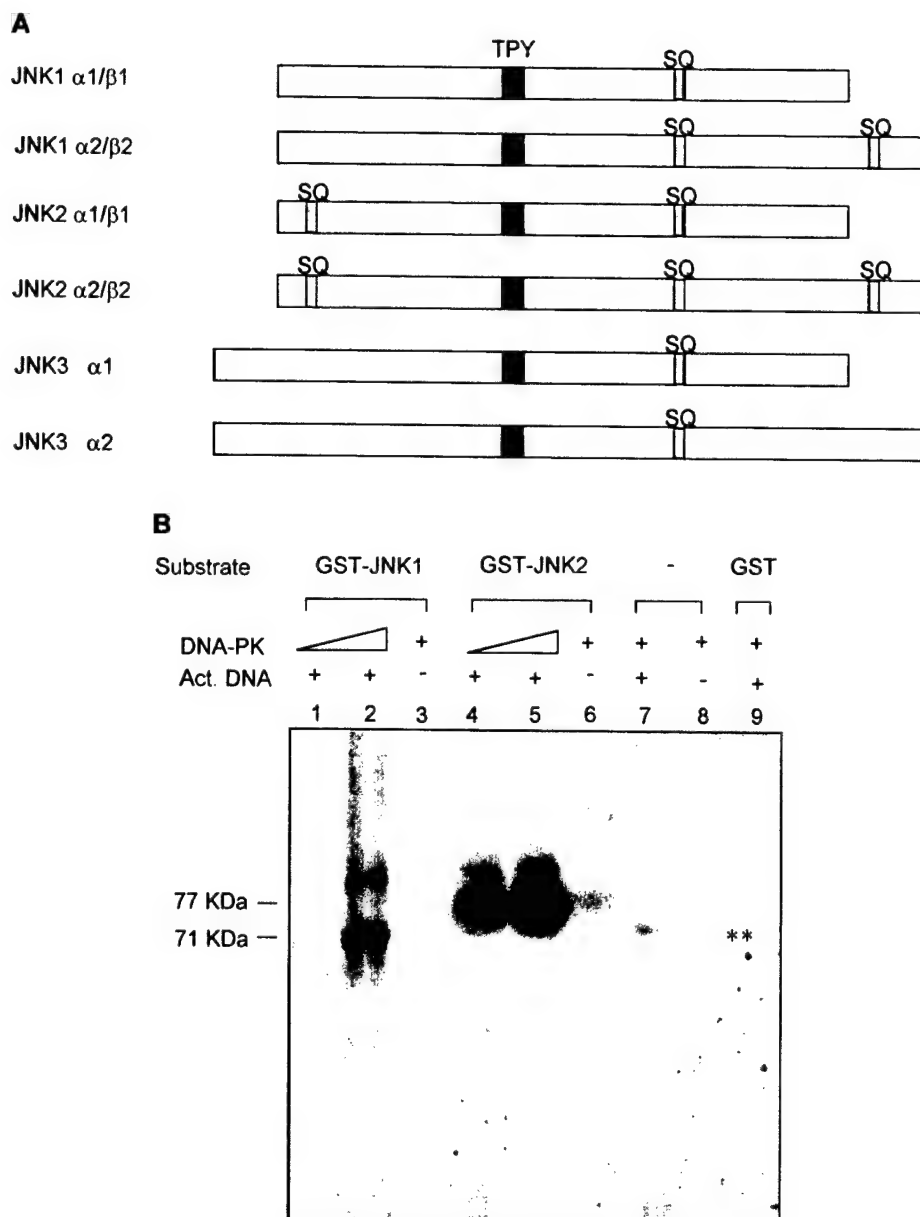 A
TPY
JNK1 α1/β1
SQ
JNK1 α2/β2
SQ SQ
JNK2 α1/β1
SQ SQ
JNK2 α2/β2
SQ SQ SQ
JNK3 α1
SQ
JNK3 α2
SQ
B
Substrate GST-JNK1 GST-JNK2 - GST
DNA-PK + + + + +
Act. DNA + + - + + - + - +
1 2 3 4 5 6 7 8 9
77 KDa
71 KDa
**